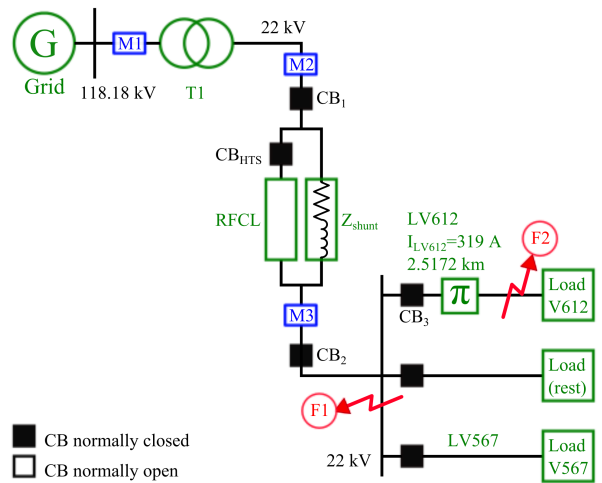 G
Grid
118.18 kV
M1
T1
22 kV
M2
CB1
CBHTS
RFCL
Zshunt
M3
CB2
LV612
ILV612=319 A
2.5172 km
F2
π
CB3
Load
V612
Load
(rest)
F1
LV567
Load
V567
22 kV
CB normally closed
CB normally open